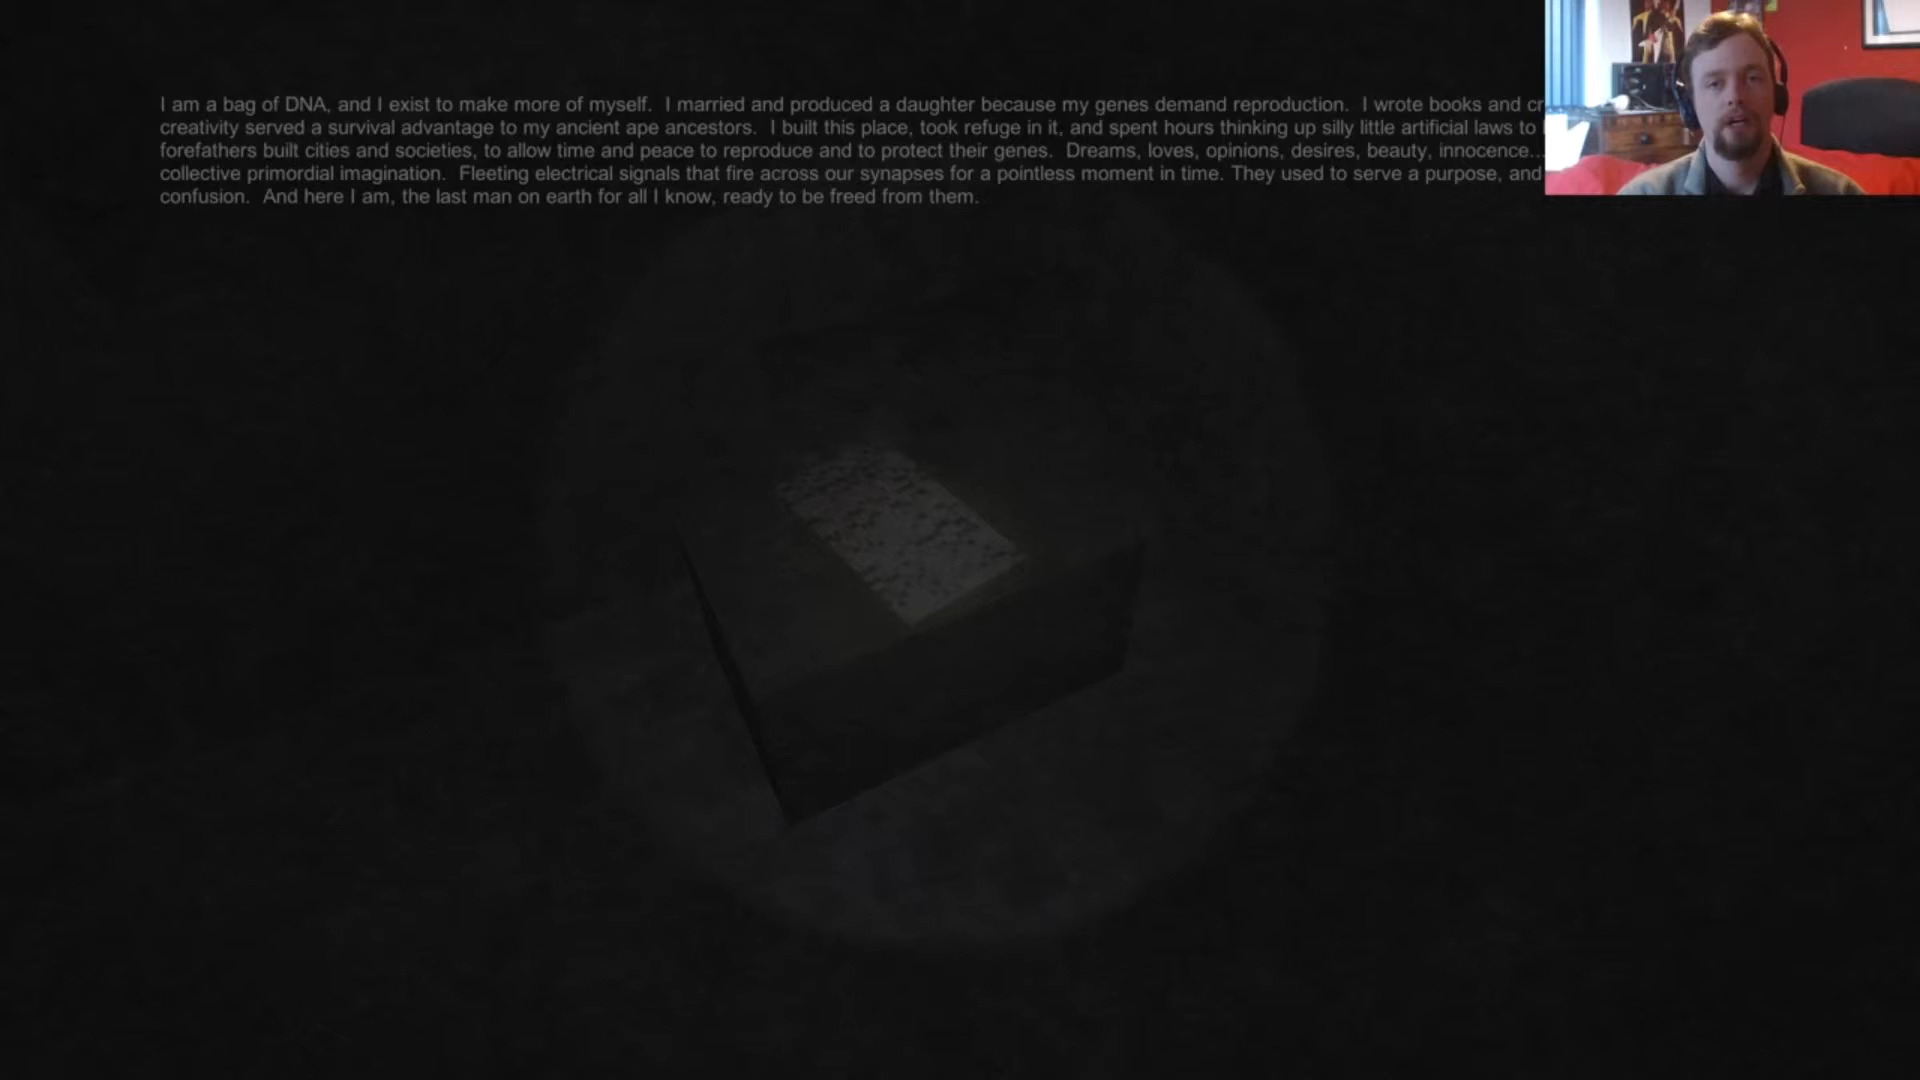 I am a bag of DNA, and I exist to make more of myself.  I married and produced a daughter because my genes demand reproduction.  I wrote books and cr
creativity served a survival advantage to my ancient ape ancestors.  I built this place, took refuge in it, and spent hours thinking up silly little artificial laws to
forefathers built cities and societies, to allow time and peace to reproduce and to protect their genes.  Dreams, loves, opinions, desires, beauty, innocence...
collective primordial imagination.  Fleeting electrical signals that fire across our synapses for a pointless moment in time. They used to serve a purpose, and
confusion.  And here I am, the last man on earth for all I know, ready to be freed from them.